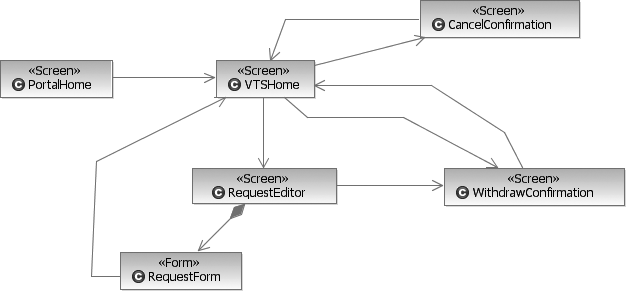 «Screen»
CancelConfirmation
«Screen»
PortalHome
«Screen»
VTSHome
«Screen»
RequestEditor
«Screen»
WithdrawConfirmation
«Form»
RequestForm